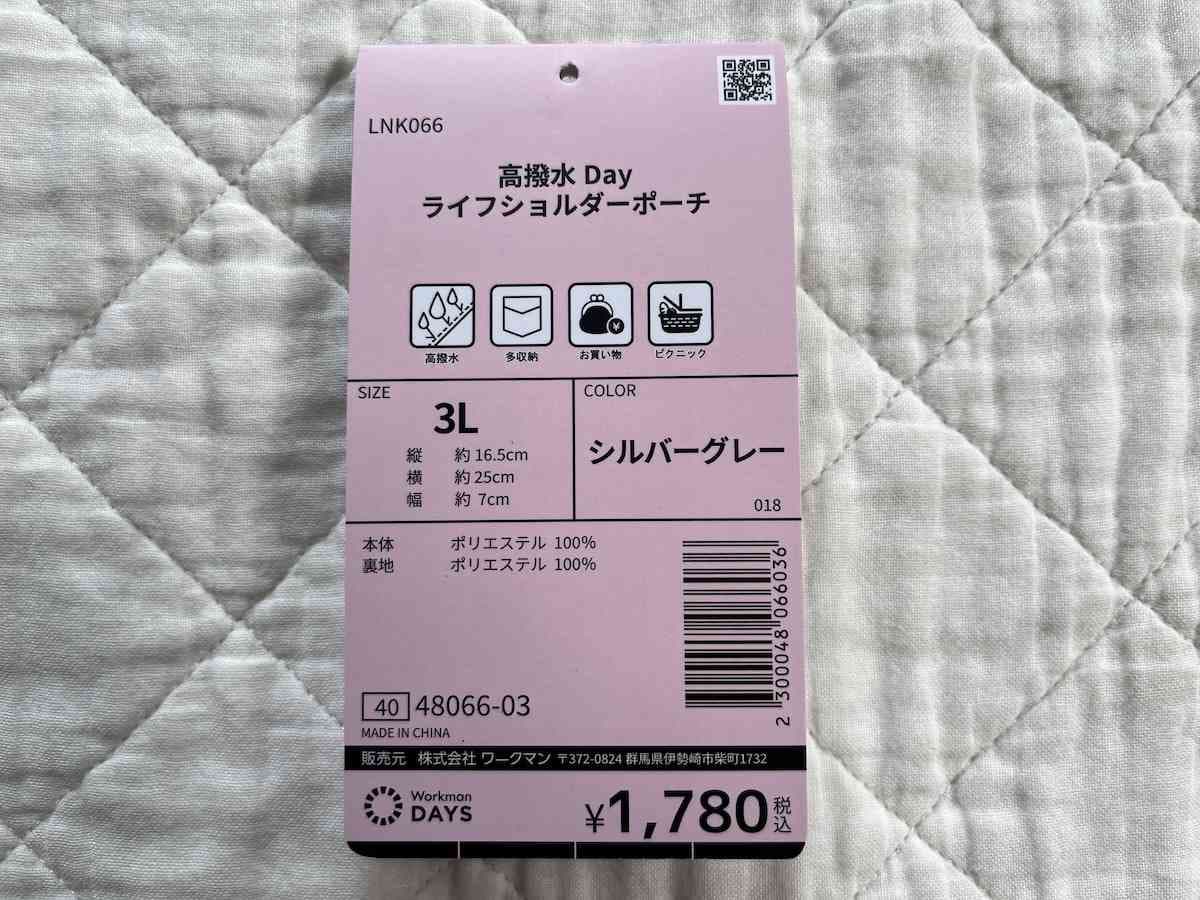 LNK066
高撥水 Day
ライフショルダーポーチ
高撥水 多収納 お買い物 ピクニック
SIZE
3L
縦 約 16.5cm
横 約 25cm
幅 約 7cm
COLOR
シルバーグレー
018
本体 ポリエステル 100%
裏地 ポリエステル 100%
2 300048 066036
40 48066-03
MADE IN CHINA
販売元 株式会社 ワークマン 〒372-0824 群馬県伊勢崎市柴町1732
Workman
DAYS
¥1,780税込